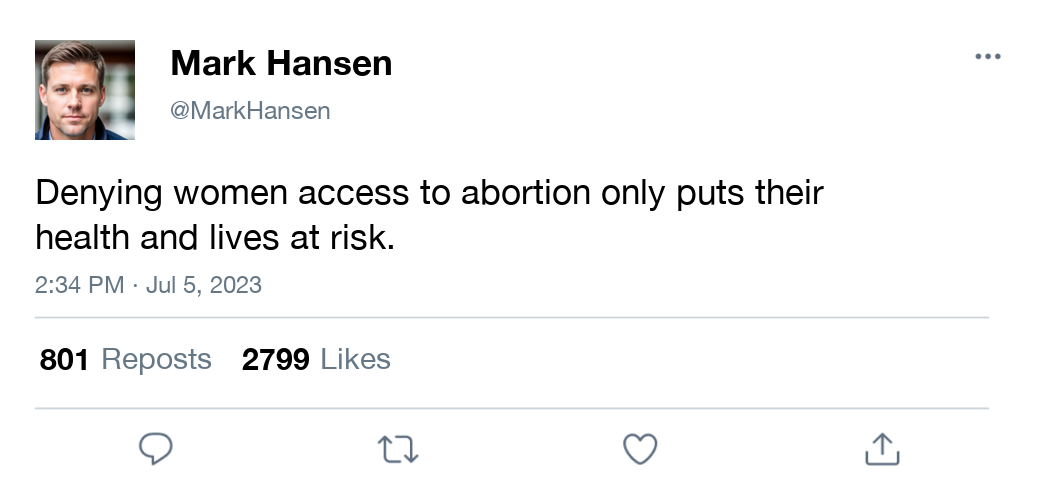 Mark Hansen
@MarkHansen
Denying women access to abortion only puts their
health and lives at risk.
2:34 PM · Jul 5, 2023
801 Reposts 2799 Likes